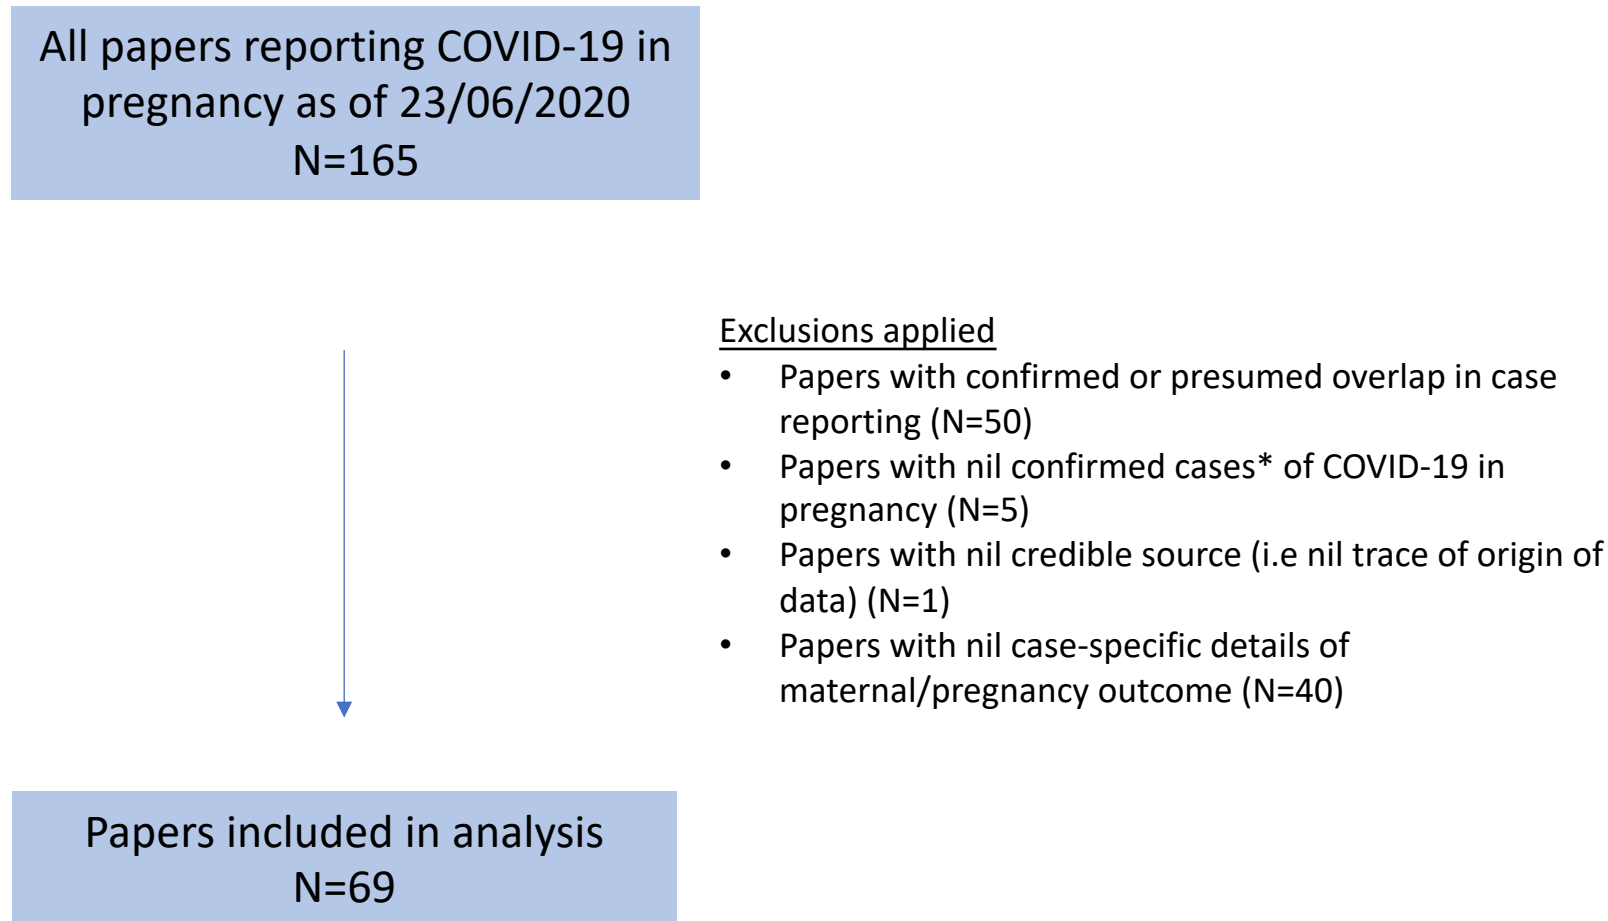 All papers reporting COVID-19 in
pregnancy as of 23/06/2020
N=165
Exclusions applied
• Papers with confirmed or presumed overlap in case
reporting (N=50)
• Papers with nil confirmed cases* of COVID-19 in
pregnancy (N=5)
• Papers with nil credible source (i.e nil trace of origin of
data) (N=1)
• Papers with nil case-specific details of
maternal/pregnancy outcome (N=40)
Papers included in analysis
N=69